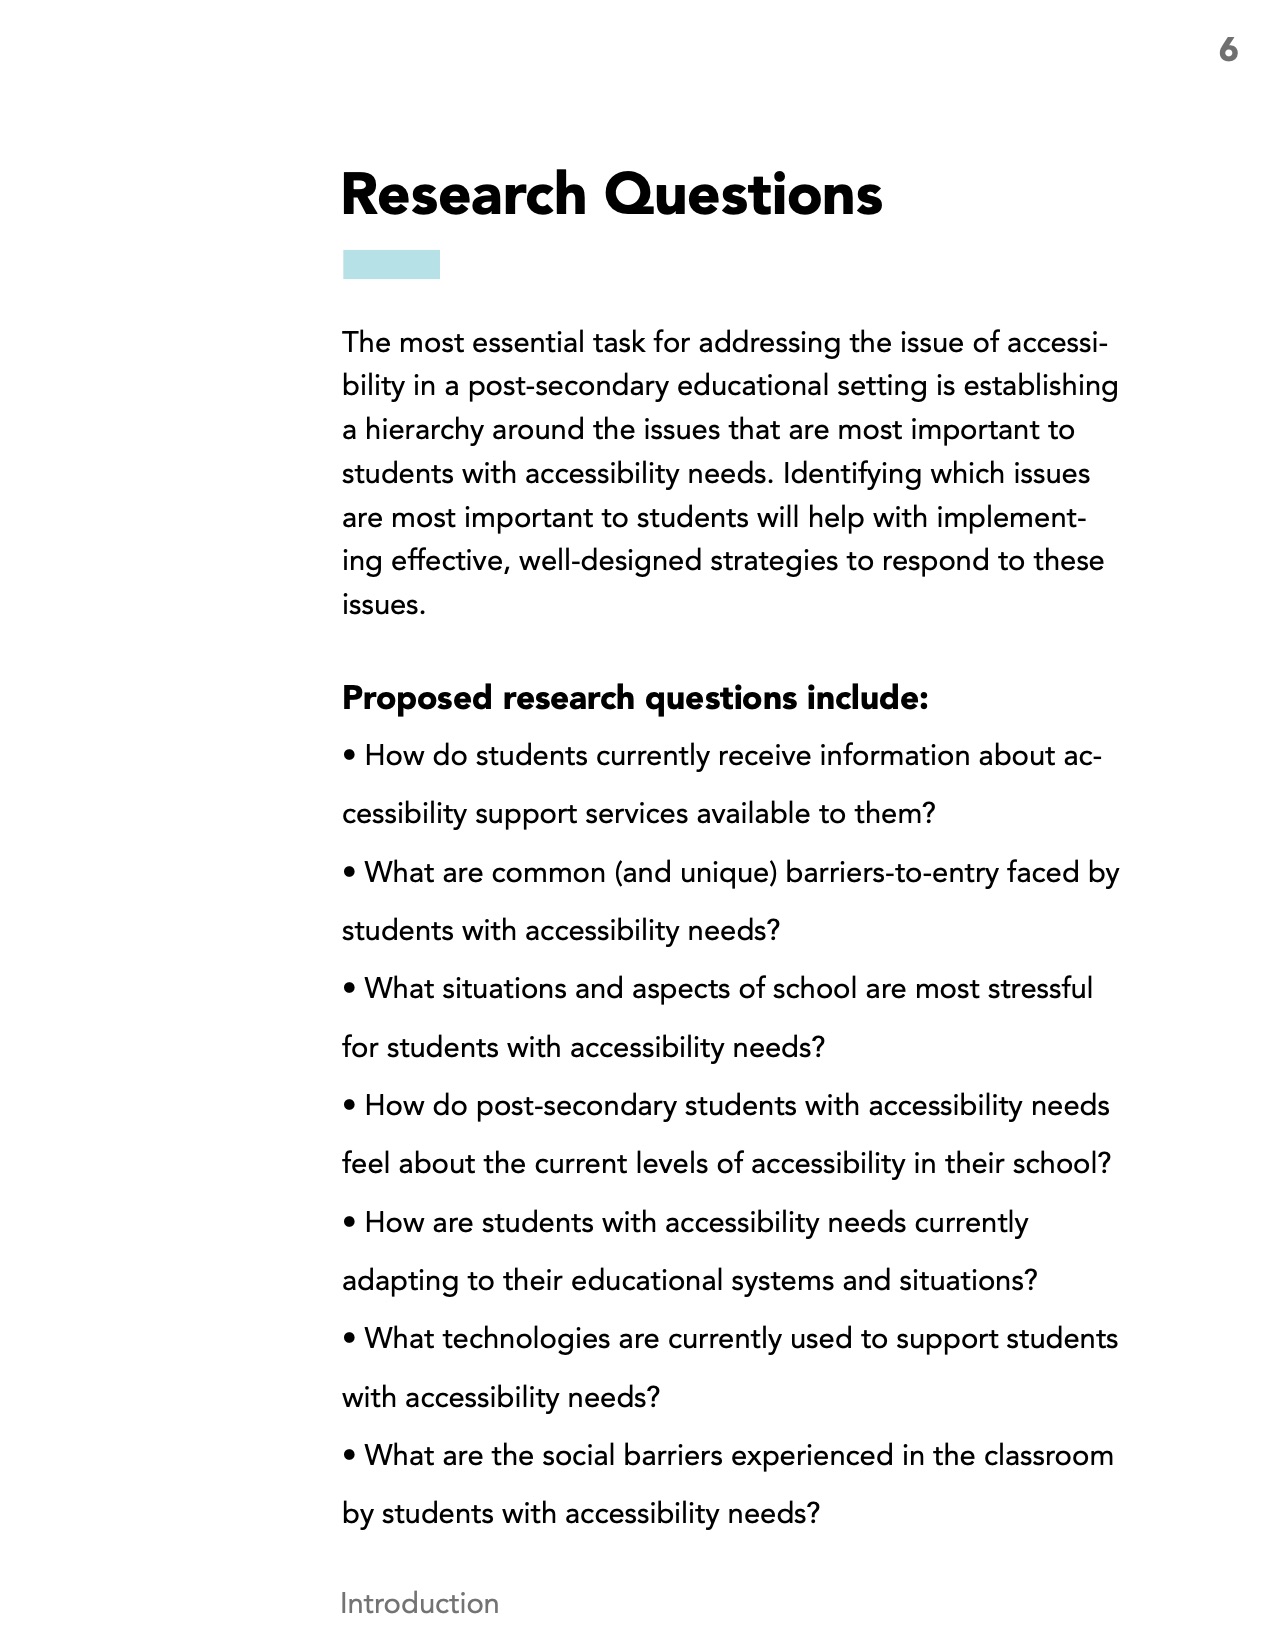 6
Research Questions
The most essential task for addressing the issue of accessi-
bility in a post-secondary educational setting is establishing
a hierarchy around the issues that are most important to
students with accessibility needs. Identifying which issues
are most important to students will help with implement-
ing effective, well-designed strategies to respond to these
issues.
Proposed research questions include:
• How do students currently receive information about ac-
cessibility support services available to them?
• What are common (and unique) barriers-to-entry faced by
students with accessibility needs?
• What situations and aspects of school are most stressful
for students with accessibility needs?
• How do post-secondary students with accessibility needs
feel about the current levels of accessibility in their school?
• How are students with accessibility needs currently
adapting to their educational systems and situations?
• What technologies are currently used to support students
with accessibility needs?
• What are the social barriers experienced in the classroom
by students with accessibility needs?
Introduction